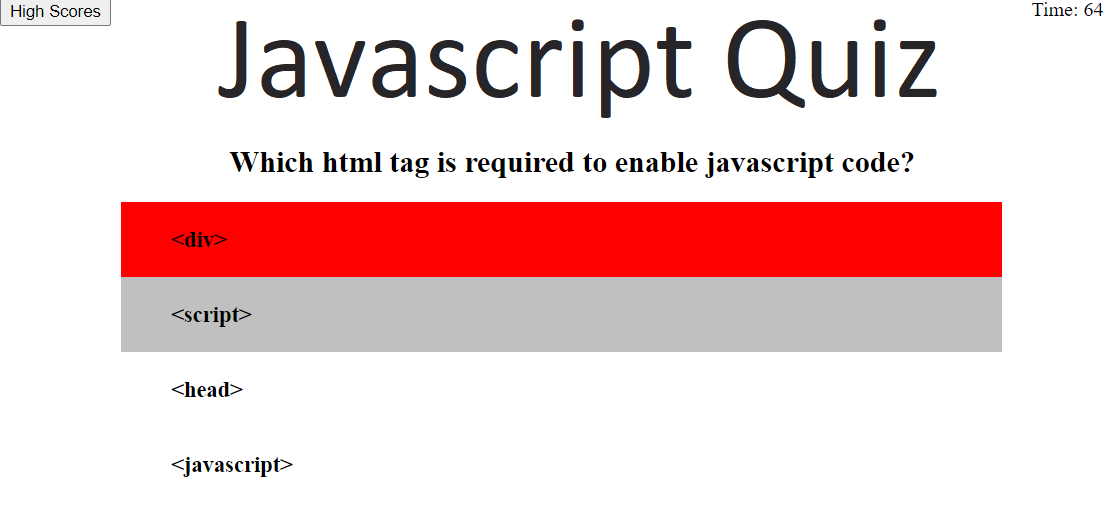 High Scores
Time: 64
Javascript Quiz
Which html tag is required to enable javascript code?
<div>
<script>
<head>
<javascript>